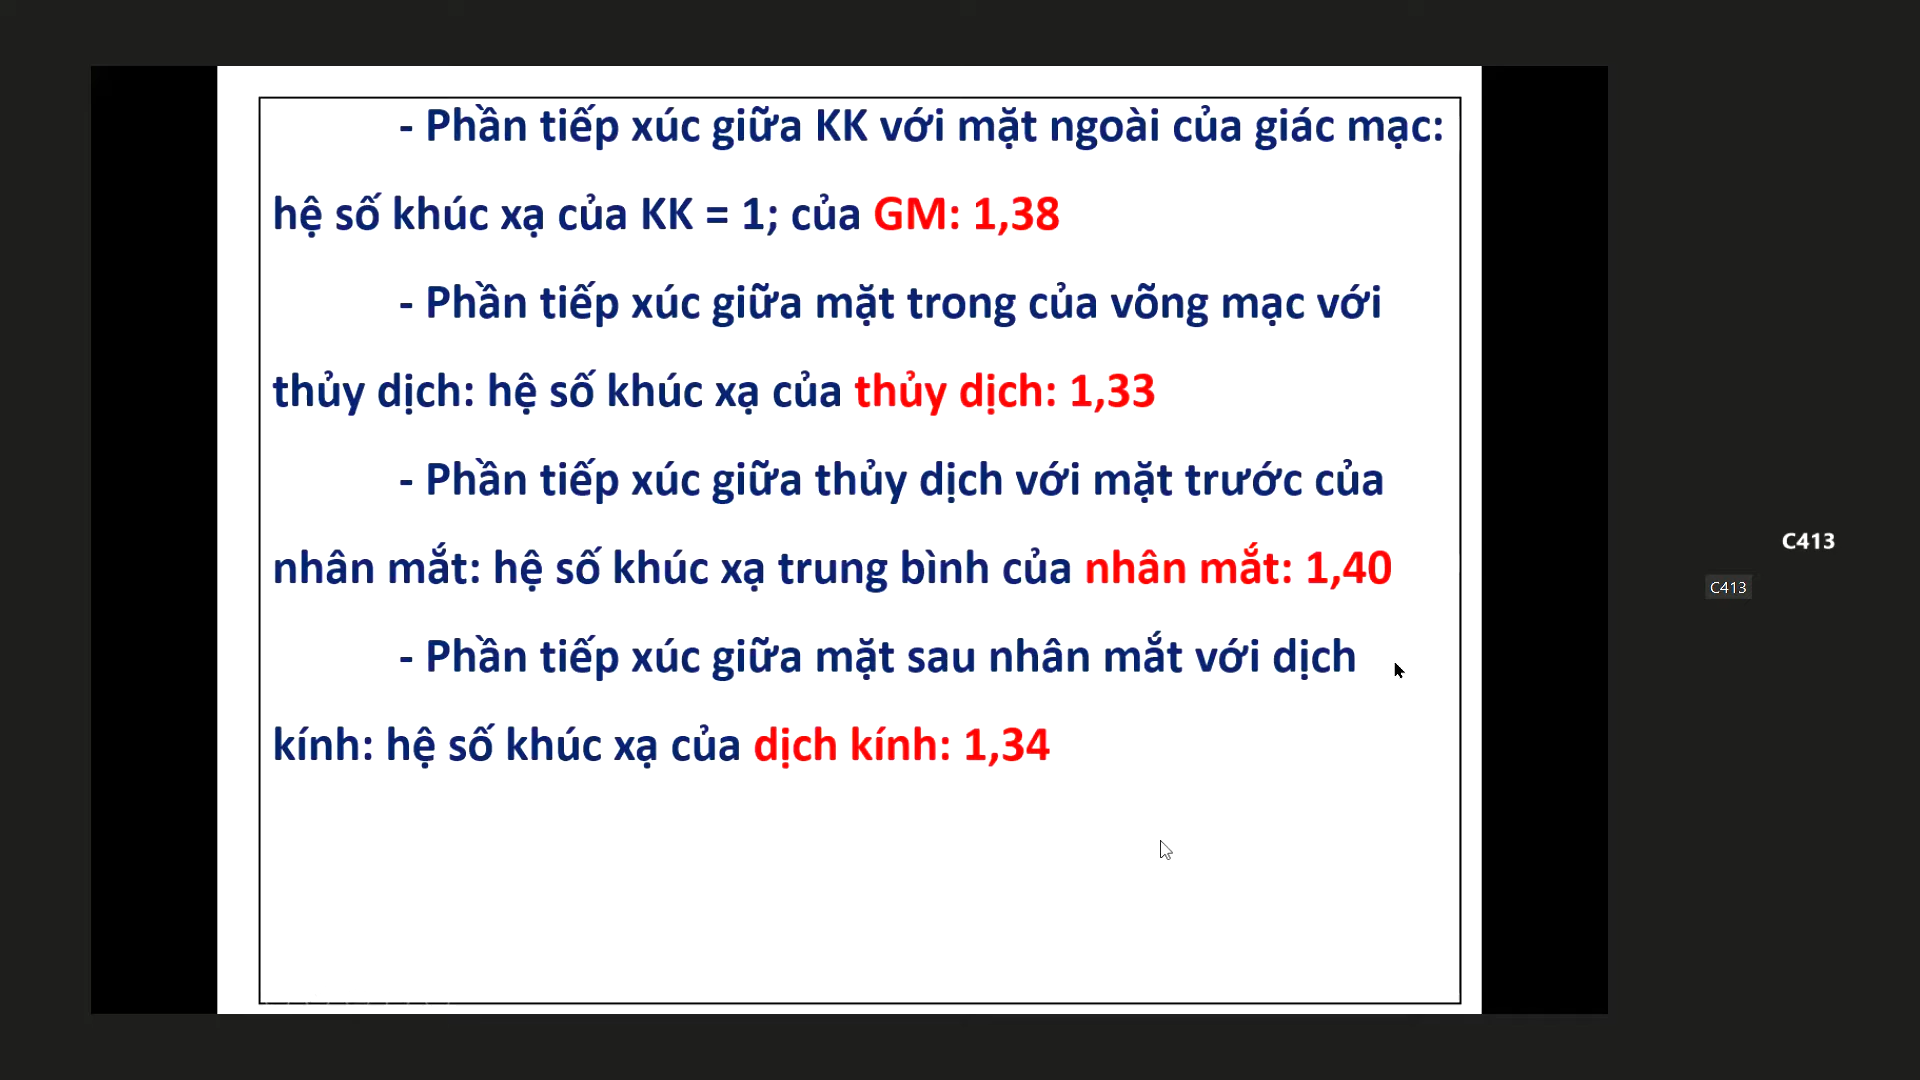 - Phần tiếp xúc giữa KK với mặt ngoài của giác mạc:
hệ số khúc xạ của KK = 1; của GM: 1,38
- Phần tiếp xúc giữa mặt trong của võng mạc với
thủy dịch: hệ số khúc xạ của thủy dịch: 1,33
- Phần tiếp xúc giữa thủy dịch với mặt trước của
nhân mắt: hệ số khúc xạ trung bình của nhân mắt: 1,40
- Phần tiếp xúc giữa mặt sau nhân mắt với dịch
kính: hệ số khúc xạ của dịch kính: 1,34
C413
C413